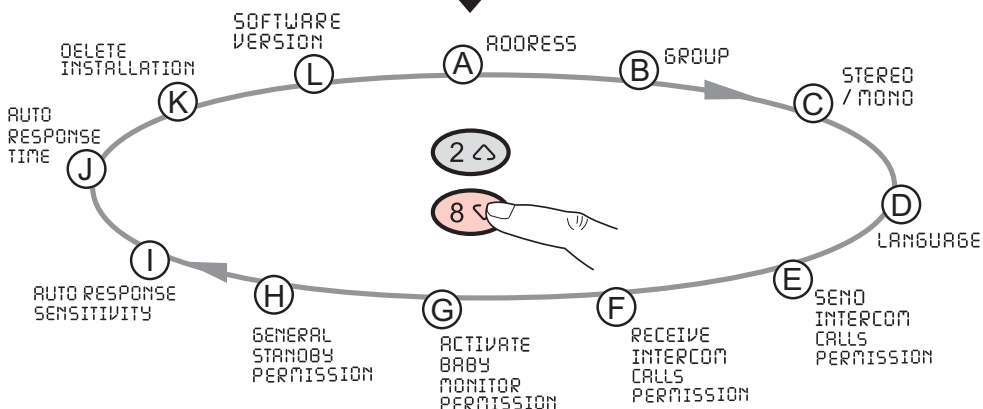 SOFTWARE
VERSION
L
A
ADDRESS
B
GROUP
STEREO
/ MONO
C
DELETE
INSTALLATION
K
AUTO
RESPONSE
TIME
J
2
8
D
LANGUAGE
I
AUTO RESPONSE
SENSITIVITY
H
GENERAL
STANDBY
PERMISSION
G
ACTIVATE
BABY
MONITOR
PERMISSION
F
RECEIVE
INTERCOM
CALLS
PERMISSION
E
SEND
INTERCOM
CALLS
PERMISSION